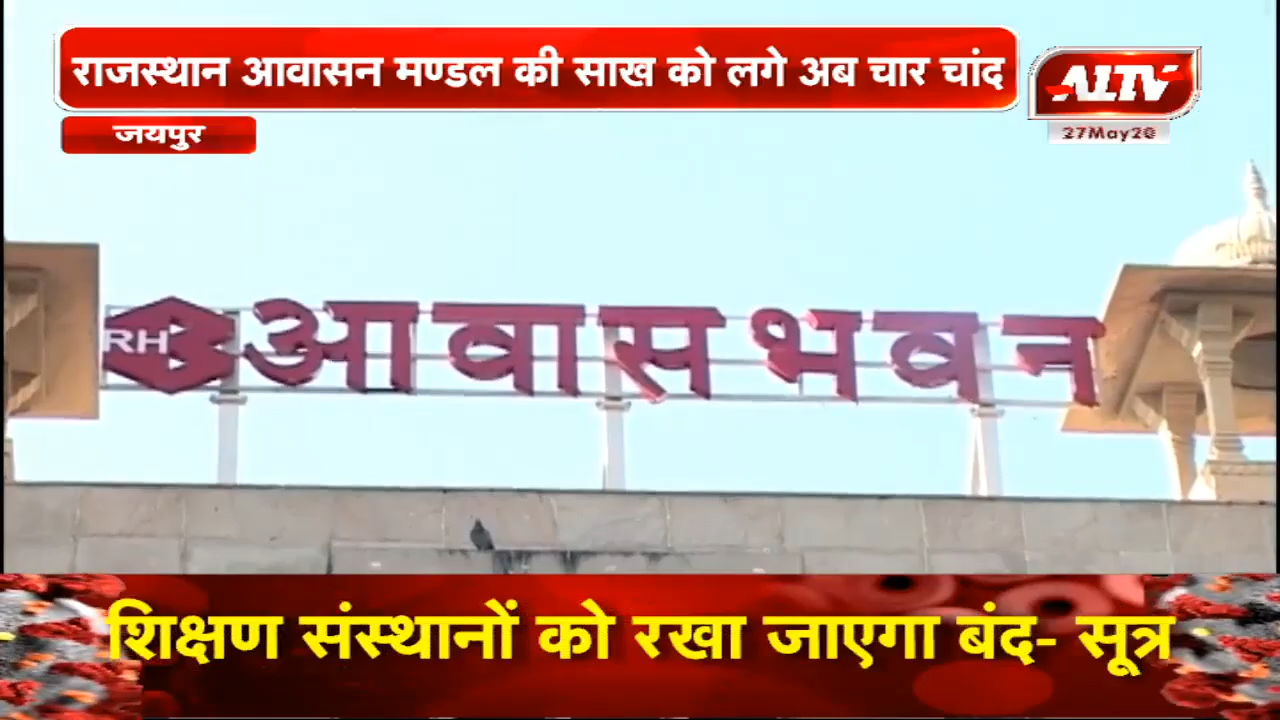 राजस्थान आवासन मण्डल की साख को लगे अब चार चांद
ALTV
27May20
जयपुर
RH
आवास भवन
शिक्षण संस्थानों को रखा जाएगा बंद- सूत्र